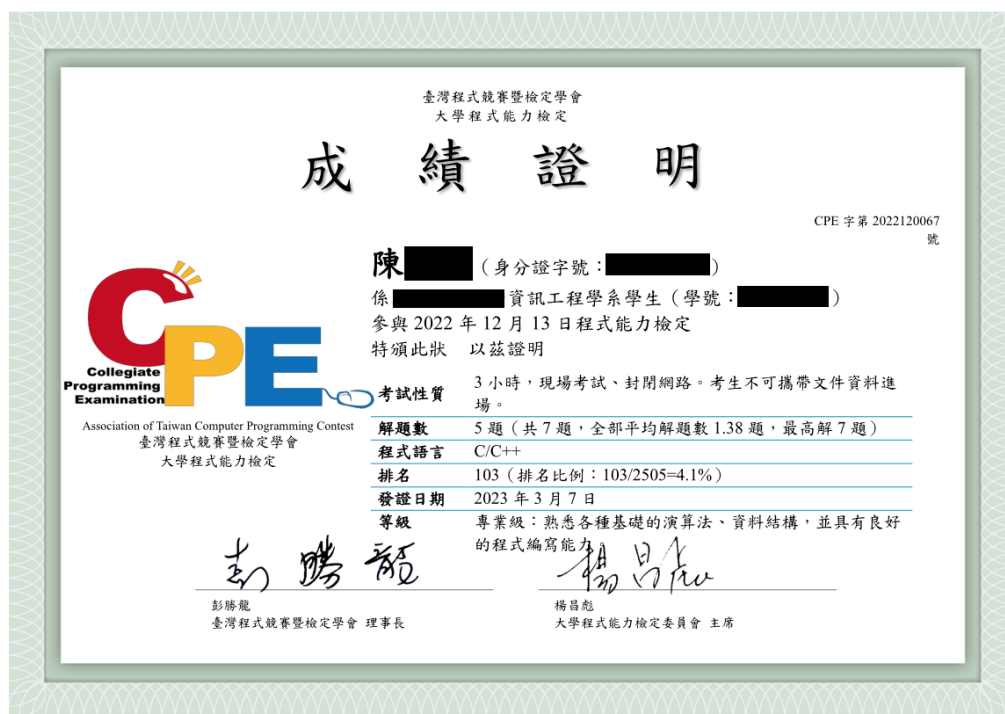 臺灣程式競賽暨檢定學會
大學程式能力檢定
成績證明
CPE 字第 2022120067
號
陳（身分證字號：）
係資訊工程學系學生（學號：）
參與 2022 年 12 月 13 日程式能力檢定
特頒此狀 以茲證明
CPE
Collegiate
Programming
Examination
Association of Taiwan Computer Programming Contest
臺灣程式競賽暨檢定學會
大學程式能力檢定
考試性質 3 小時，現場考試、封閉網路。考生不可攜帶文件資料進
場。
解題數 5 題（共 7 題，全部平均解題數 1.38 題，最高解 7 題）
程式語言 C/C++
排名 103（排名比例：103/2505=4.1%）
發證日期 2023 年 3 月 7 日
等級 專業級：熟悉各種基礎的演算法、資料結構，並具有良好
的程式編寫能力。
彭勝龍
楊昌彪
彭勝龍
臺灣程式競賽暨檢定學會 理事長
楊昌彪
大學程式能力檢定委員會 主席